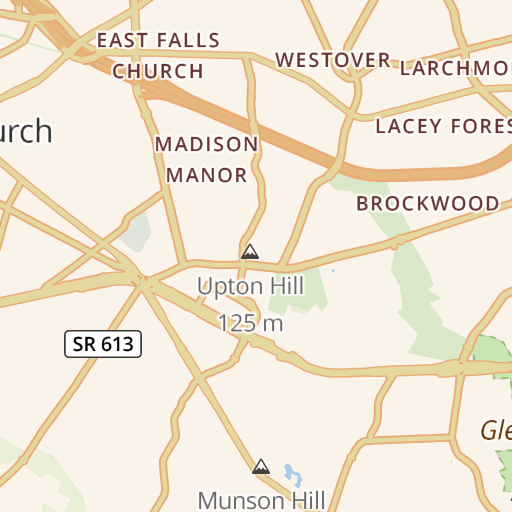 EAST FALLS
CHURCH
WESTOVER
LARCHMO
urch
LACEY FORES
MADISON
MANOR
BROCKWOOD
Upton Hill
125 m
SR 613
Gle
Munson Hill